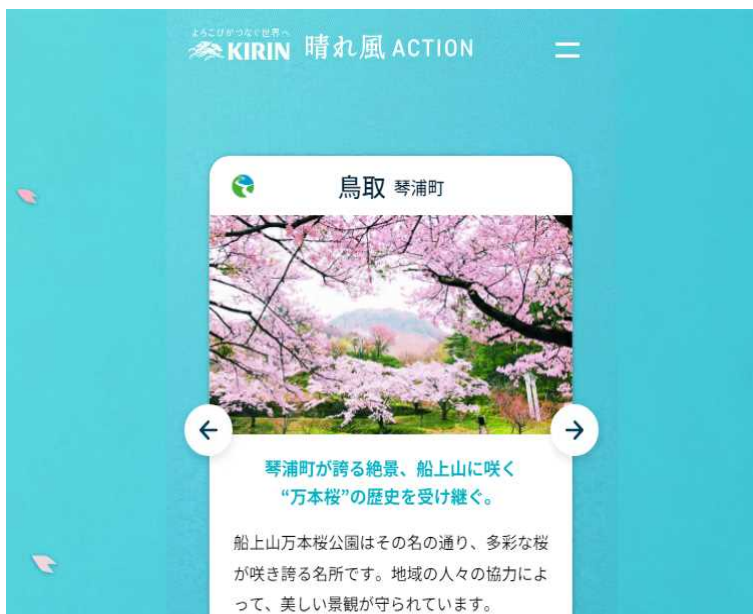 よろこびがつなぐ世界へ
KIRIN 晴れ風 ACTION
鳥取 琴浦町
琴浦町が誇る絶景、船上山に咲く
“万本桜”の歴史を受け継ぐ。
船上山万本桜公園はその名の通り、多彩な桜
が咲き誇る名所です。地域の人々の協力によ
って、美しい景観が守られています。